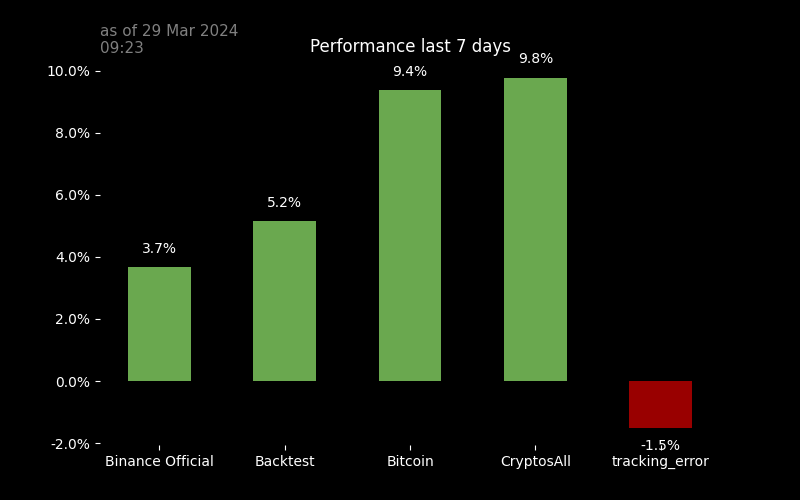 as of 29 Mar 2024
09:23
Performance last 7 days
10.0%
8.0%
6.0%
4.0%
2.0%
0.0%
-2.0%
3.7%
5.2%
9.4%
9.8%
-1.5%
Binance Official
Backtest
Bitcoin
CryptosAll
tracking_error